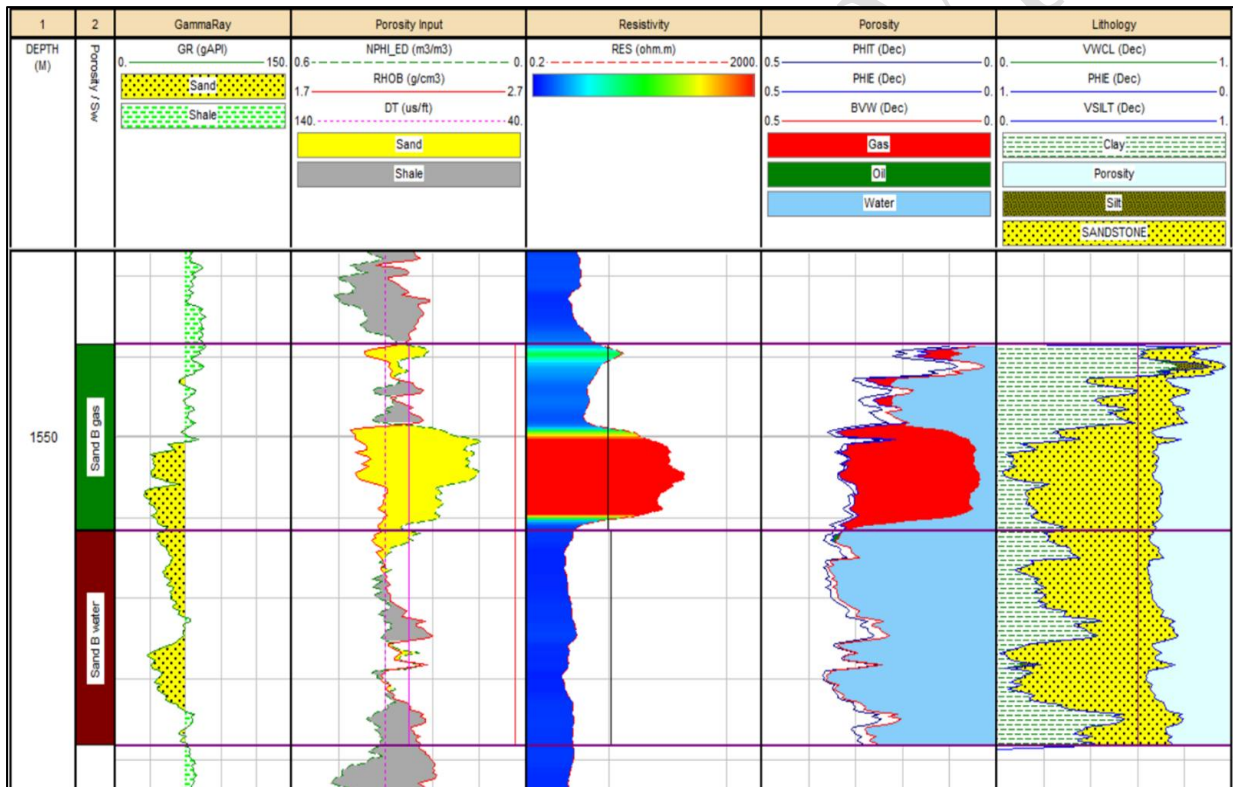 1
2
GammaRay
Porosity Input
Resistivity
Porosity
Lithology
DEPTH
(M)
Porosity / Sw
GR (gAPI)
0. 150.
Sand
Shale
NPHI_ED (m3/m3)
0.6 0.
RHOB (g/cm3)
1.7 2.7
DT (us/ft)
140. 40.
Sand
Shale
RES (ohm.m)
0.2 2000.
PHIT (Dec)
0.5 0.
PHIE (Dec)
0.5 0.
BVW (Dec)
0.5 0.
Gas
Oil
Water
VWCL (Dec)
0. 1.
PHIE (Dec)
1. 0.
VSILT (Dec)
0. 1.
Clay
Porosity
Silt
SANDSTONE
1550
Sand B gas
Sand B water